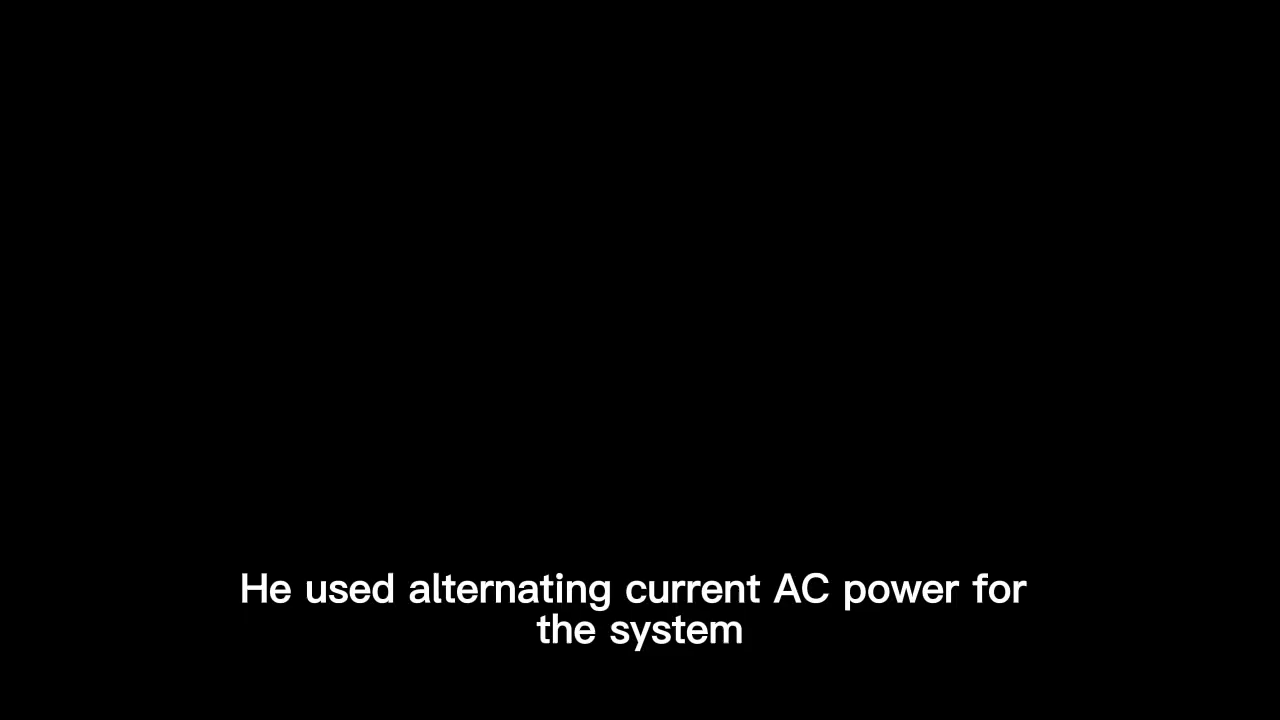 He used alternating current AC power for
the system